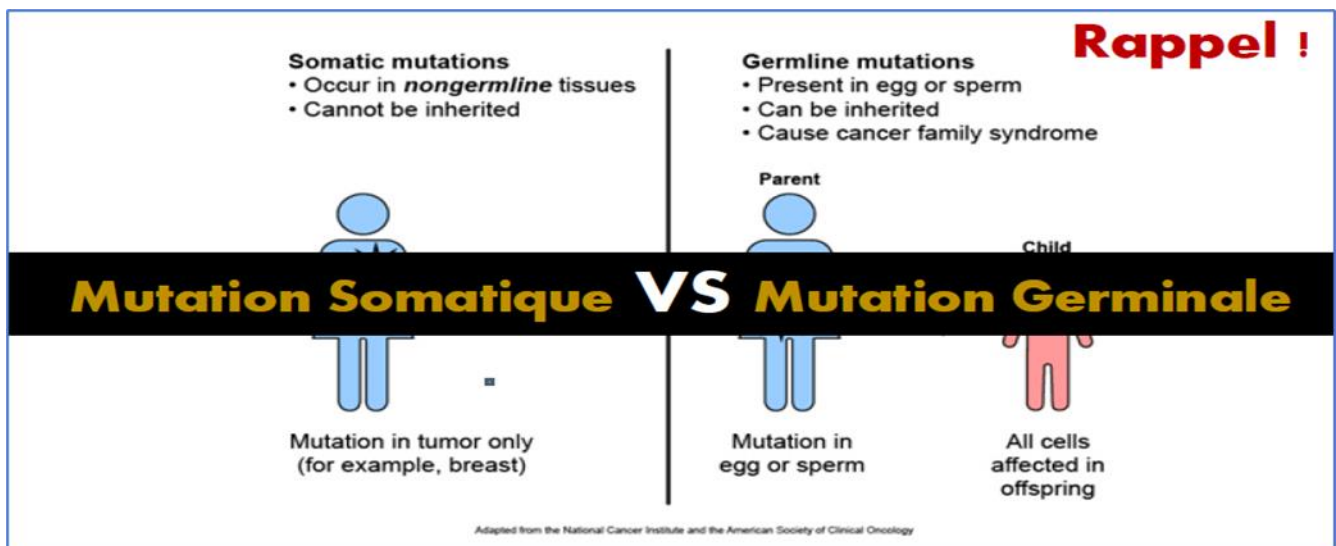 Rappel !
Somatic mutations
• Occur in nongermline tissues
• Cannot be inherited
Germline mutations
• Present in egg or sperm
• Can be inherited
• Cause cancer family syndrome
Parent
Child
Mutation Somatique VS Mutation Germinale
Mutation in tumor only
(for example, breast)
Mutation in
egg or sperm
All cells
affected in
offspring
Adapted from the National Cancer Institute and the American Society of Clinical Oncology